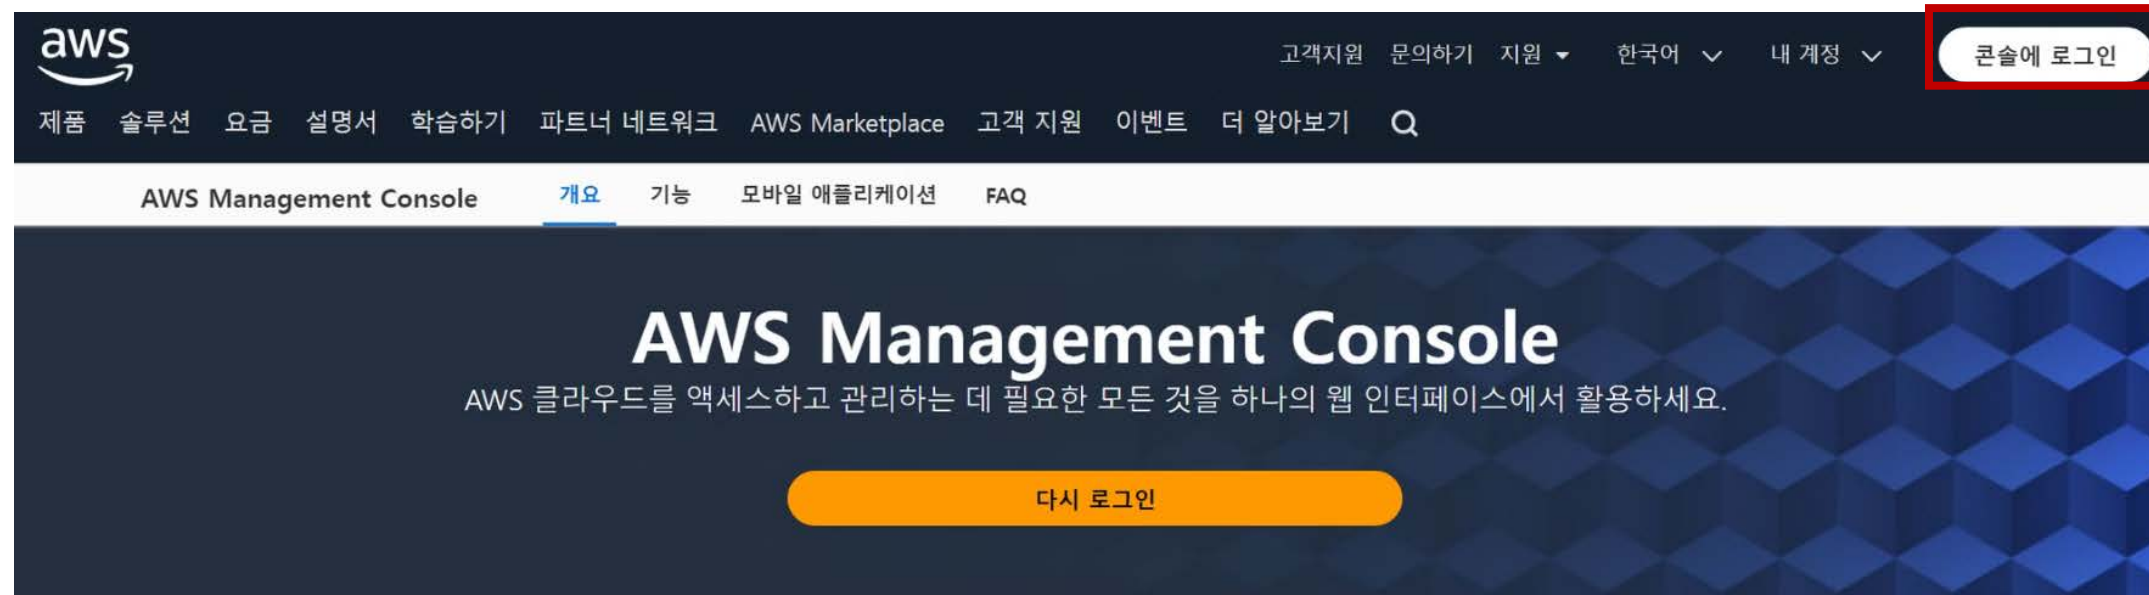 aws
고객지원 문의하기 지원 한국어 내 계정 콘솔에 로그인
제품 솔루션 요금 설명서 학습하기 파트너 네트워크 AWS Marketplace 고객 지원 이벤트 더 알아보기
AWS Management Console 개요 기능 모바일 애플리케이션 FAQ
AWS Management Console
AWS 클라우드를 액세스하고 관리하는 데 필요한 모든 것을 하나의 웹 인터페이스에서 활용하세요.
다시 로그인